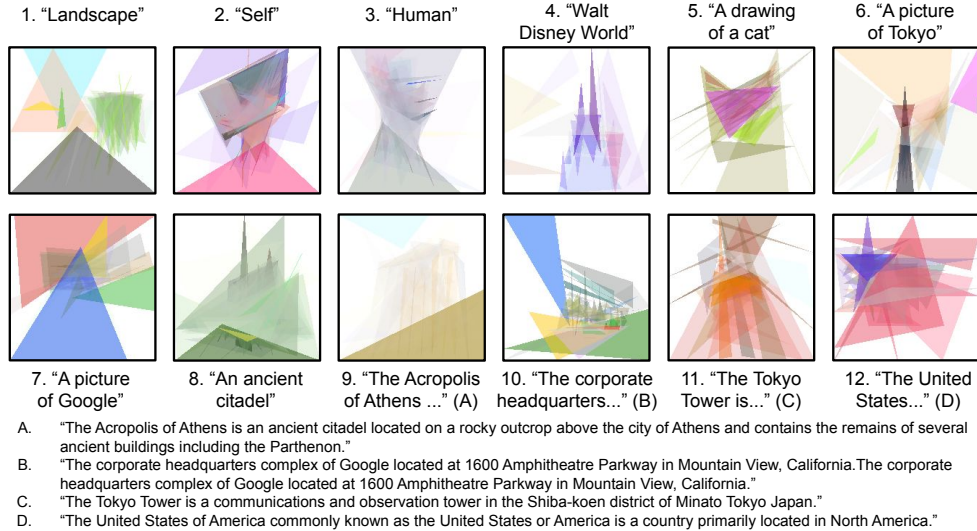 1. “Landscape”
2. “Self”
3. “Human”
4. “Walt
Disney World”
5. “A drawing
of a cat”
6. “A picture
of Tokyo”
7. “A picture
of Google”
8. “An ancient
citadel”
9. “The Acropolis
of Athens ...” (A)
10. “The corporate
headquarters...” (B)
11. “The Tokyo
Tower is...” (C)
12. “The United
States...” (D)
A. “The Acropolis of Athens is an ancient citadel located on a rocky outcrop above the city of Athens and contains the remains of several
ancient buildings including the Parthenon.”
B. “The corporate headquarters complex of Google located at 1600 Amphitheatre Parkway in Mountain View, California.The corporate
headquarters complex of Google located at 1600 Amphitheatre Parkway in Mountain View, California.”
C. “The Tokyo Tower is a communications and observation tower in the Shiba-koen district of Minato Tokyo Japan.”
D. “The United States of America commonly known as the United States or America is a country primarily located in North America.”